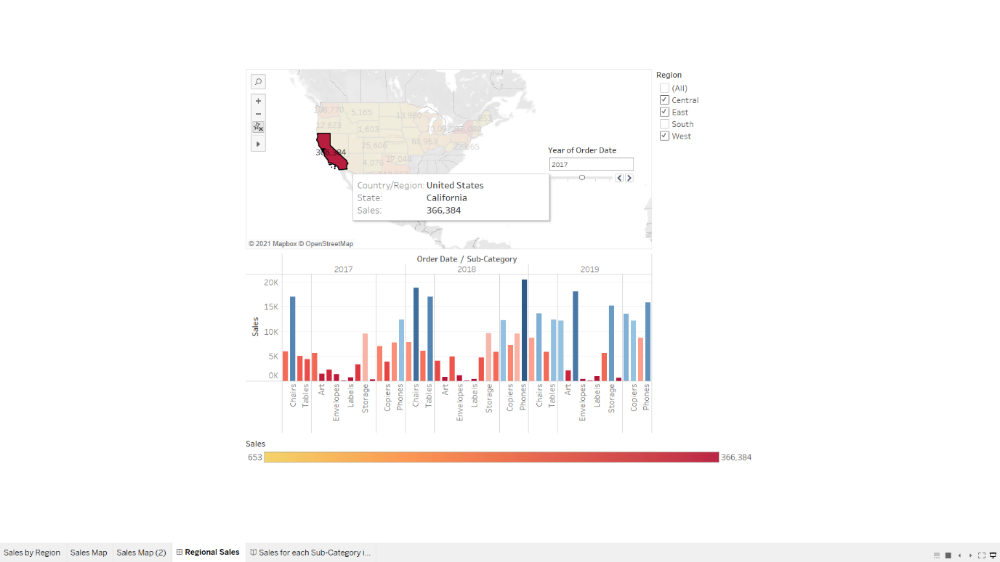 Region
(All)
Central
East
South
West
5,165
13,980
853
12,623
1,603
25,606
63,963
366,384
4,076
17,044
Year of Order Date
2017
Country/Region: United States
State: California
Sales: 366,384
© 2021 Mapbox © OpenStreetMap
Order Date / Sub-Category
2017 2018 2019
Sales
20K
15K
10K
5K
0K
Chairs Tables Art Envelopes Labels Storage Copiers Phones Chairs Tables Art Envelopes Labels Storage Copiers Phones Chairs Tables Art Envelopes Labels Storage Copiers Phones
Sales
653 366,384
Sales by Region Sales Map Sales Map (2) Regional Sales Sales for each Sub-Category i...